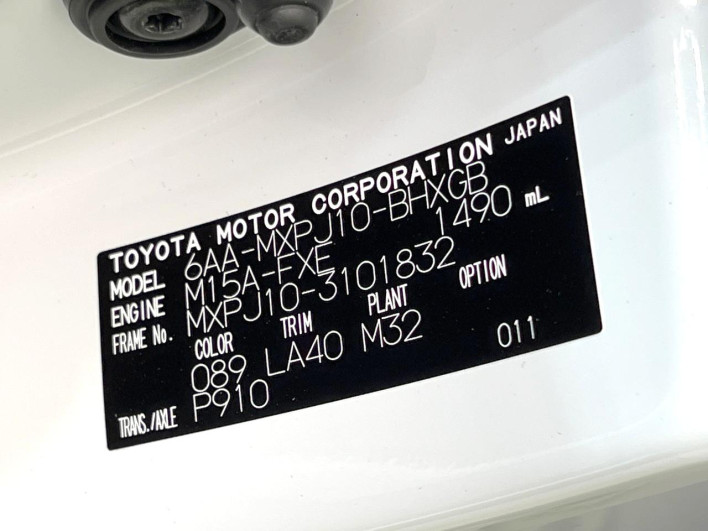 TOYOTA MOTOR CORPORATION JAPAN
MODEL 6AA-MXPJ10-BHXGB
ENGINE M15A-FXE 1490 mL
FRAME No. MXPJ10-3101832
COLOR TRIM PLANT OPTION
089 LA40 M32 011
TRANS./AXLE P910